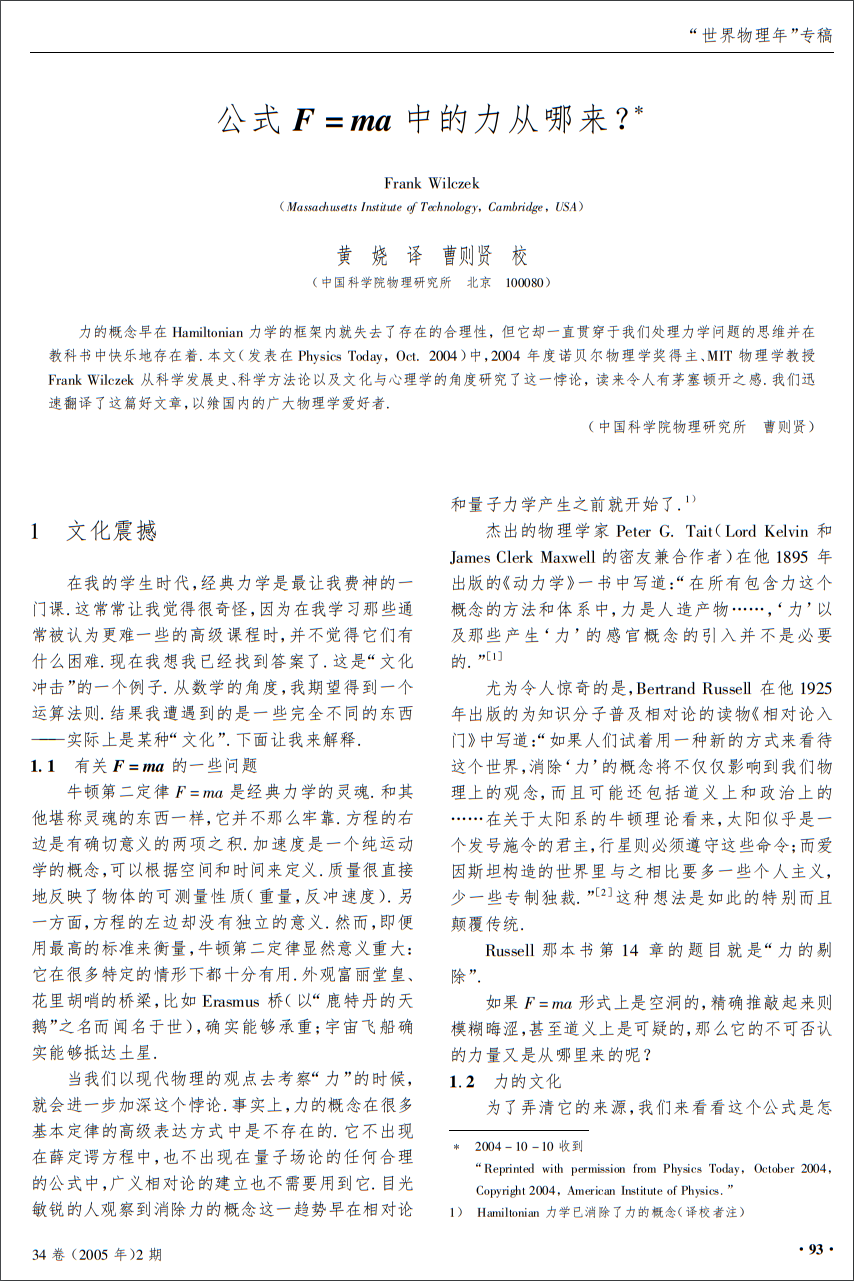 “世界物理年”专稿
公式 F = ma 中的力从哪来？*
Frank Wilczek
（Massachusetts Institute of Technology，Cambridge，USA）
黄 娆 译 曹则贤 校
（中国科学院物理研究所 北京 100080）
力的概念早在 Hamiltonian 力学的框架内就失去了存在的合理性，但它却一直贯穿于我们处理力学问题的思维并在
教科书中快乐地存在着.本文（发表在 Physics Today，Oct. 2004）中，2004 年度诺贝尔物理学奖得主、MIT 物理学教授
Frank Wilczek 从科学发展史、科学方法论以及文化与心理学的角度研究了这一悖论，读来令人有茅塞顿开之感.我们迅
速翻译了这篇好文章，以飨国内的广大物理学爱好者.
（中国科学院物理研究所 曹则贤）
1 文化震撼
在我的学生时代，经典力学是最让我费神的一
门课.这常常让我觉得很奇怪，因为在我学习那些通
常被认为更难一些的高级课程时，并不觉得它们有
什么困难.现在我想我已经找到答案了.这是“文化
冲击”的一个例子.从数学的角度，我期望得到一个
运算法则.结果我遭遇到的是一些完全不同的东西
——实际上是某种“文化”.下面让我来解释.
1.1 有关 F = ma 的一些问题
牛顿第二定律 F = ma 是经典力学的灵魂.和其
他堪称灵魂的东西一样，它并不那么牢靠.方程的右
边是有确切意义的两项之积.加速度是一个纯运动
学的概念，可以根据空间和时间来定义.质量很直接
地反映了物体的可测量性质（重量，反冲速度）.另
一方面，方程的左边却没有独立的意义.然而，即便
用最高的标准来衡量，牛顿第二定律显然意义重大：
它在很多特定的情形下都十分有用.外观富丽堂皇、
花里胡哨的桥梁，比如 Erasmus 桥（以“鹿特丹的天
鹅”之名而闻名于世），确实能够承重；宇宙飞船确
实能够抵达土星.
当我们以现代物理的观点去考察“力”的时候，
就会进一步加深这个悖论.事实上，力的概念在很多
基本定律的高级表达方式中是不存在的.它不出现
在薛定谔方程中，也不出现在量子场论的任何合理
的公式中，广义相对论的建立也不需要用到它.目光
敏锐的人观察到消除力的概念这一趋势早在相对论
和量子力学产生之前就开始了.1）
杰出的物理学家 Peter G. Tait（Lord Kelvin 和
James Clerk Maxwell 的密友兼合作者）在他 1895 年
出版的《动力学》一书中写道：“在所有包含力这个
概念的方法和体系中，力是人造产物……，‘力’以
及那些产生‘力’的感官概念的引入并不是必要
的.”[1]
尤为令人惊奇的是，Bertrand Russell 在他 1925
年出版的为知识分子普及相对论的读物《相对论入
门》中写道：“如果人们试着用一种新的方式来看待
这个世界，消除‘力’的概念将不仅仅影响到我们物
理上的观念，而且可能还包括道义上和政治上的
……在关于太阳系的牛顿理论看来，太阳似乎是一
个发号施令的君主，行星则必须遵守这些命令；而爱
因斯坦构造的世界里与之相比要多一些个人主义，
少一些专制独裁.”[2]这种想法是如此的特别而且
颠覆传统.
Russell 那本书第 14 章的题目就是“力的剔
除”.
如果 F = ma 形式上是空洞的，精确推敲起来则
模糊晦涩，甚至道义上是可疑的，那么它的不可否认
的力量又是从哪里来的呢？
1.2 力的文化
为了弄清它的来源，我们来看看这个公式是怎
* 2004－10－10 收到
“Reprinted with permission from Physics Today，October 2004，
Copyright 2004，American Institute of Physics.”
1） Hamiltonian 力学已消除了力的概念（译校者注）
34 卷（2005 年）2 期
·93·